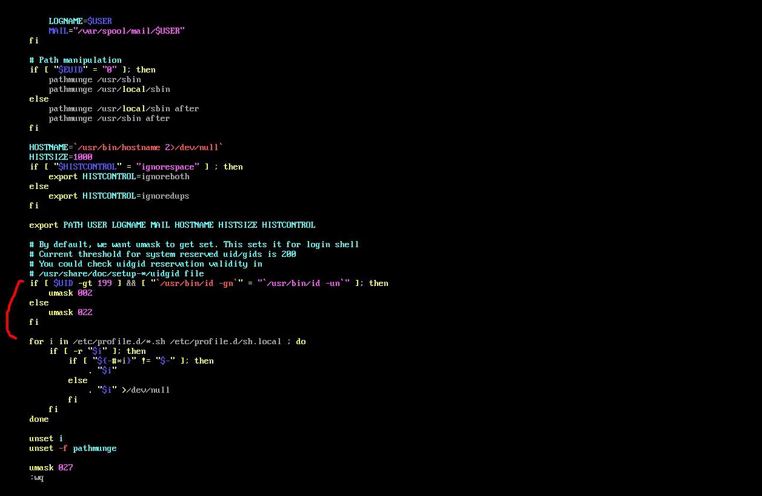 LOGNAME=$USER
    MAIL="/var/spool/mail/$USER"
fi
# Path manipulation
if [ "$EUID" = "0" ]; then
    pathmunge /usr/sbin
    pathmunge /usr/local/sbin
else
    pathmunge /usr/local/sbin after
    pathmunge /usr/sbin after
fi
HOSTNAME=`/usr/bin/hostname 2>/dev/null`
HISTSIZE=1000
if [ "$HISTCONTROL" = "ignorespace" ] ; then
    export HISTCONTROL=ignoreboth
else
    export HISTCONTROL=ignoredups
fi
export PATH USER LOGNAME MAIL HOSTNAME HISTSIZE HISTCONTROL
# By default, we want umask to get set. This sets it for login shell
# Current threshold for system reserved uid/gids is 200
# You could check uidgid reservation validity in
# /usr/share/doc/setup-*/uidgid file
if [ $UID -gt 199 ] && [ "`/usr/bin/id -gn`" = "`/usr/bin/id -un`" ]; then
    umask 002
else
    umask 022
fi
for i in /etc/profile.d/*.sh /etc/profile.d/sh.local ; do
    if [ -r "$i" ]; then
        if [ "${-#*i}" != "$-" ]; then
            . "$i"
        else
            . "$i" >/dev/null
        fi
    fi
done
unset i
unset -f pathmunge
umask 027
:wq